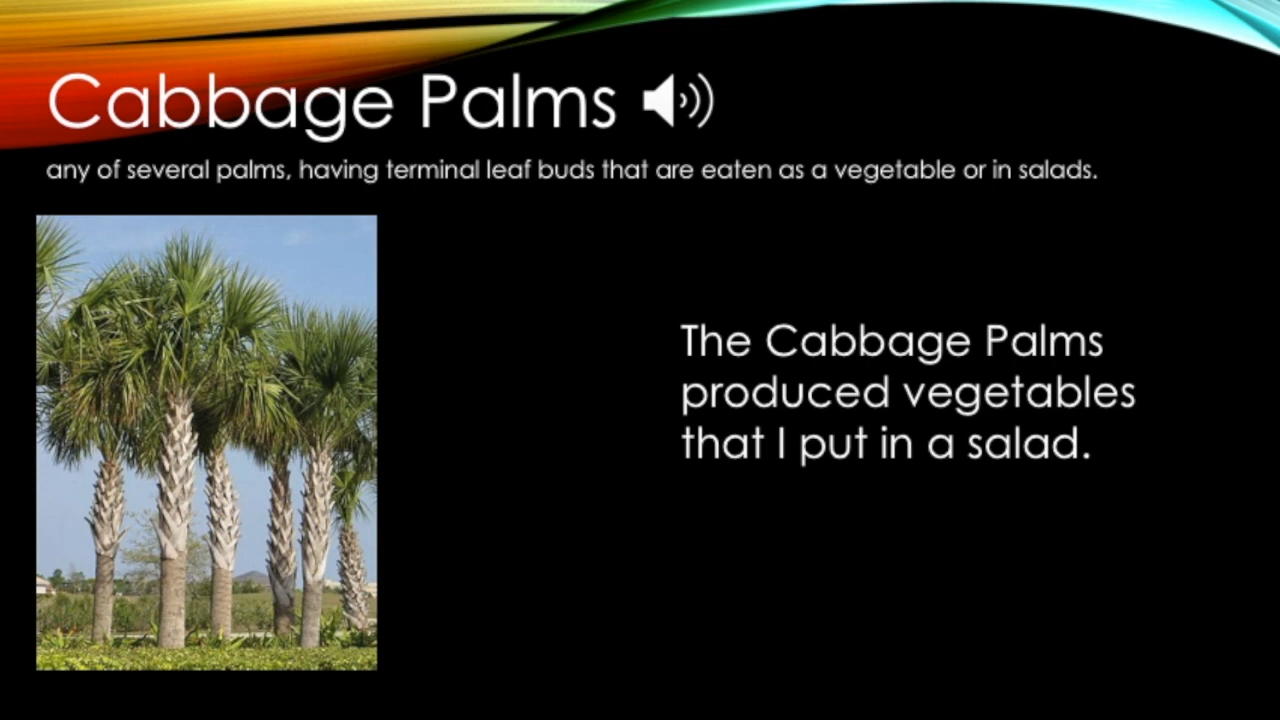 Cabbage Palms
any of several palms, having terminal leaf buds that are eaten as a vegetable or in salads.
The Cabbage Palms
produced vegetables
that I put in a salad.